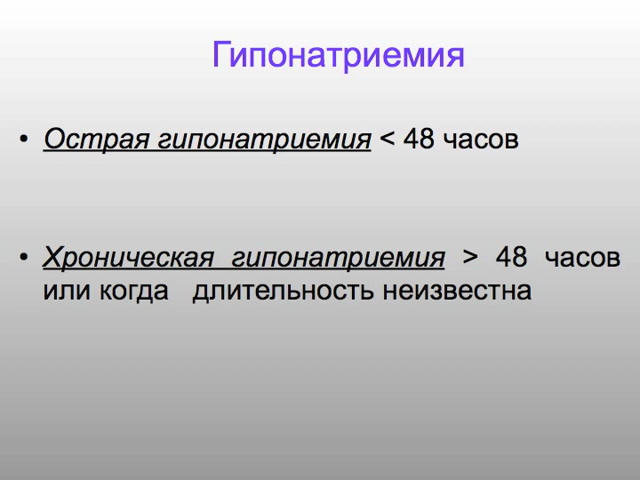 Гипонатриемия
• Острая гипонатриемия < 48 часов
• Хроническая гипонатриемия > 48 часов
или когда длительность неизвестна